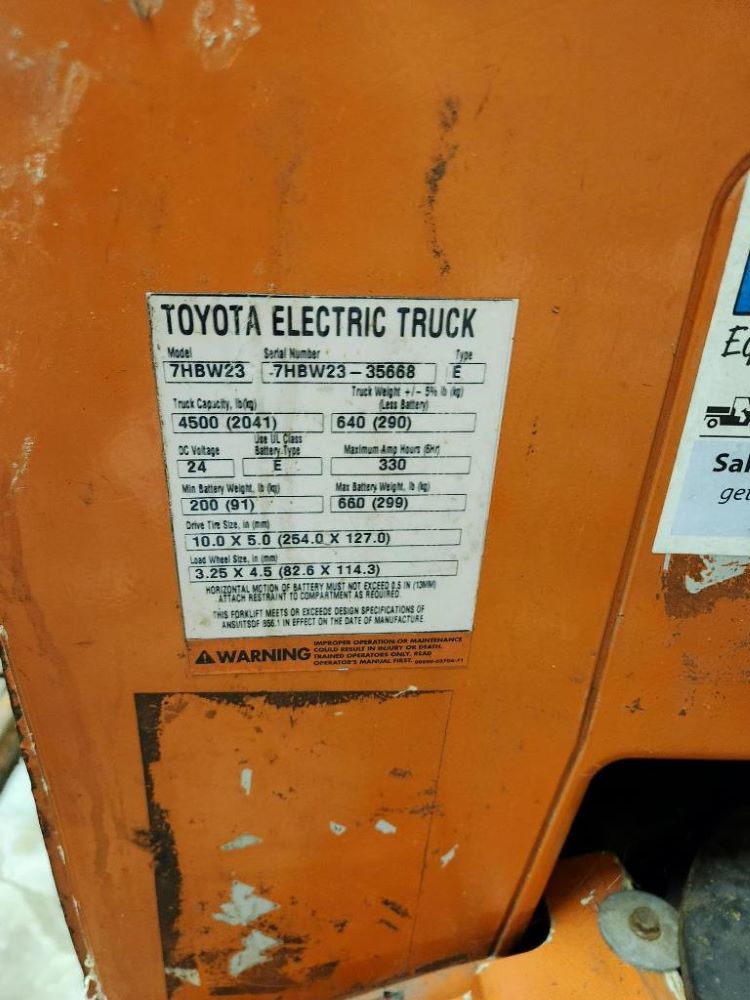 TOYOTA ELECTRIC TRUCK
Model Serial Number Type
7HBW23 7HBW23-35668 E
Truck Capacity, lb(kg) Truck Weight +/- 5% lb (kg) (Less Battery)
4500 (2041) 640 (290)
DC Voltage Use UL Class Battery Type Maximum Amp Hours (6Hr)
24 E 330
Min Battery Weight, lb (kg) Max Battery Weight, lb (kg)
200 (91) 660 (299)
Drive Tire Size, in (mm)
10.0 X 5.0 (254.0 X 127.0)
Load Wheel Size, in (mm)
3.25 X 4.5 (82.6 X 114.3)
HORIZONTAL MOTION OF BATTERY MUST NOT EXCEED 0.5 IN (13MM)
ATTACH RESTRAINT TO COMPARTMENT AS REQUIRED.
THIS FORKLIFT MEETS OR EXCEEDS DESIGN SPECIFICATIONS OF
ANSI/ITSDF B56.1 IN EFFECT ON THE DATE OF MANUFACTURE
WARNING
IMPROPER OPERATION OR MAINTENANCE
COULD RESULT IN INJURY OR DEATH.
TRAINED OPERATORS ONLY. READ
OPERATOR'S MANUAL FIRST.
Sal
get